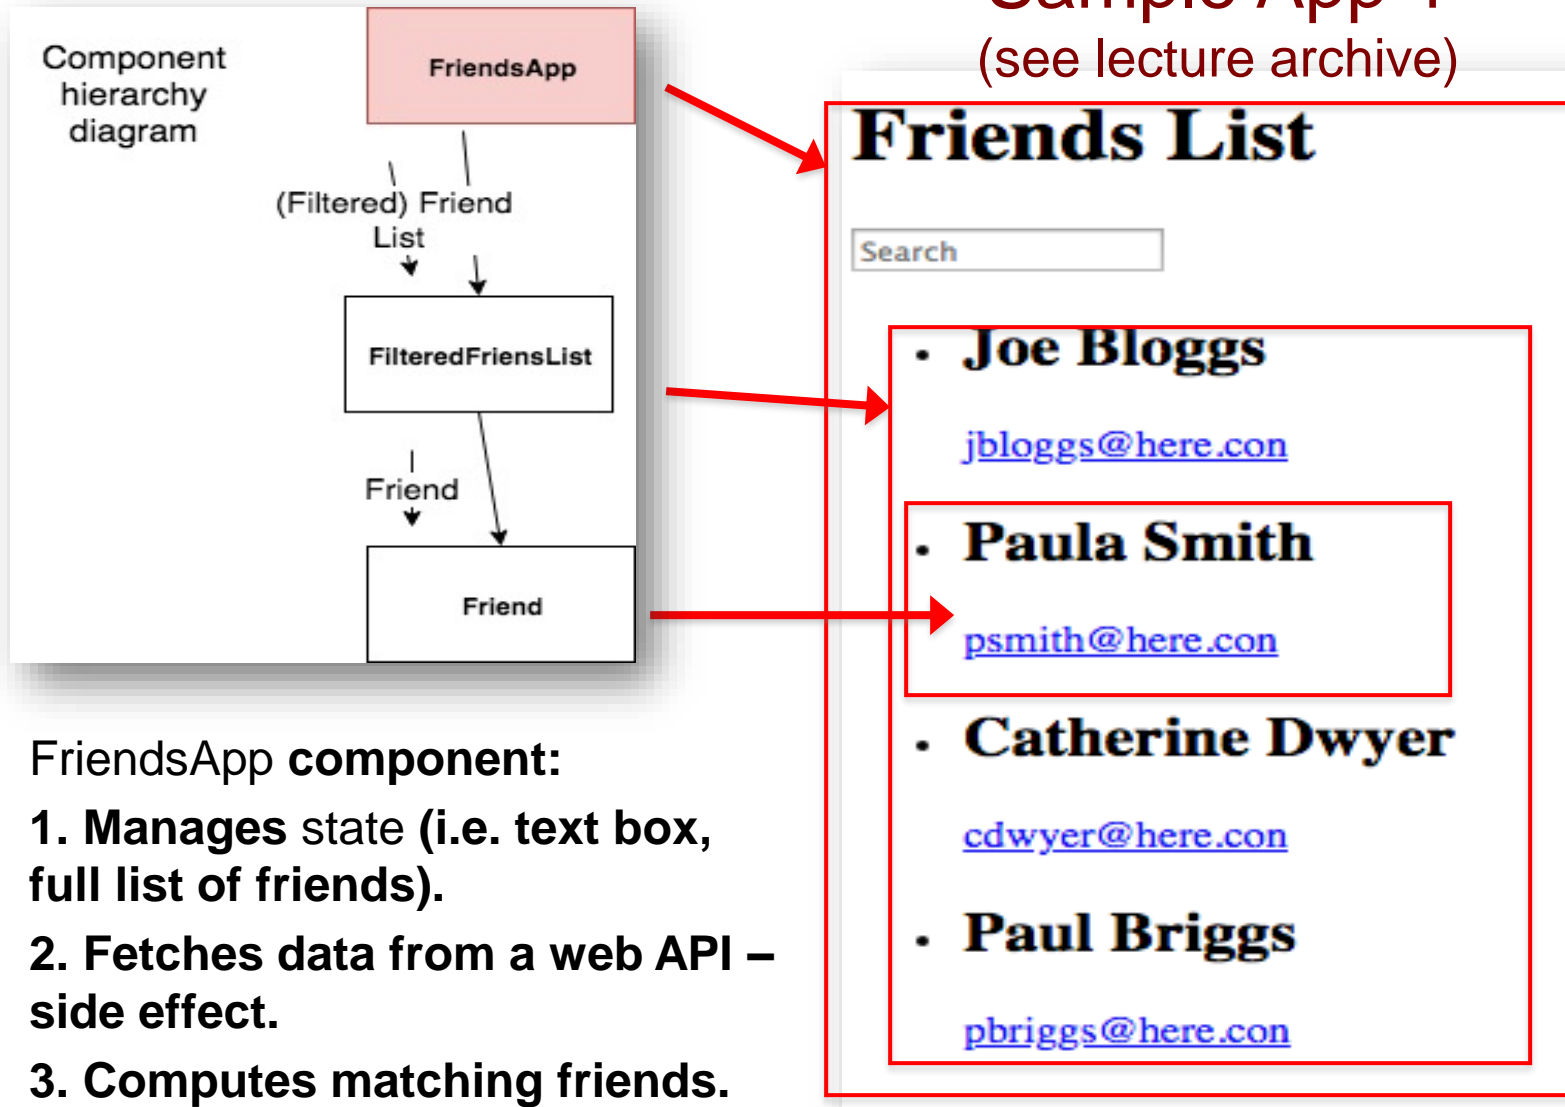 Sample App 1
(see lecture archive)
Component
hierarchy
diagram
FriendsApp
(Filtered) Friend
List
FilteredFriensList
Friend
Friend
Friends List
Search
• Joe Bloggs
jbloggs@here.con
• Paula Smith
psmith@here.con
• Catherine Dwyer
cdwyer@here.con
• Paul Briggs
pbriggs@here.con
FriendsApp component:
1. Manages state (i.e. text box,
full list of friends).
2. Fetches data from a web API –
side effect.
3. Computes matching friends.